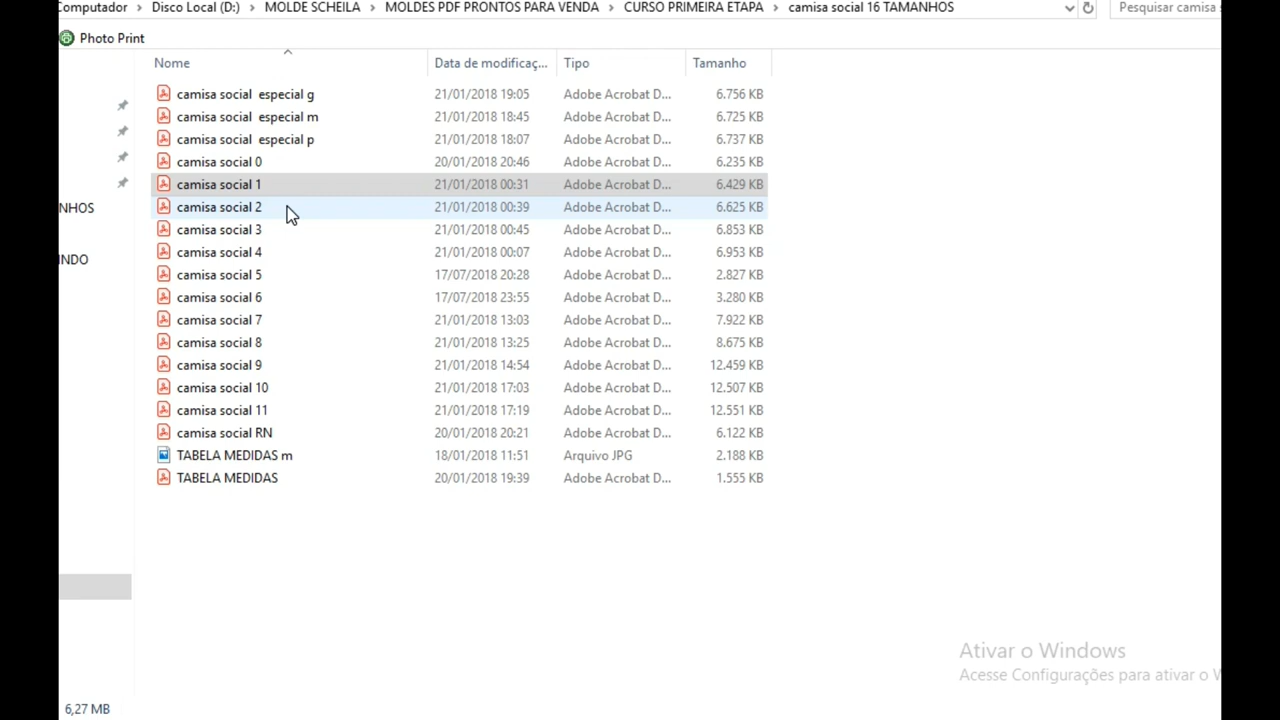 Computador > Disco Local (D:) > MOLDE SCHEILA > MOLDES PDF PRONTOS PARA VENDA > CURSO PRIMEIRA ETAPA > camisa social 16 TAMANHOS Pesquisar camisa s
Photo Print
Nome Data de modificaç... Tipo Tamanho
camisa social  especial g 21/01/2018 19:05 Adobe Acrobat D... 6.756 KB
camisa social  especial m 21/01/2018 18:45 Adobe Acrobat D... 6.725 KB
camisa social  especial p 21/01/2018 18:07 Adobe Acrobat D... 6.737 KB
camisa social 0 20/01/2018 20:46 Adobe Acrobat D... 6.235 KB
camisa social 1 21/01/2018 00:31 Adobe Acrobat D... 6.429 KB
NHOS camisa social 2 21/01/2018 00:39 Adobe Acrobat D... 6.625 KB
camisa social 3 21/01/2018 00:45 Adobe Acrobat D... 6.853 KB
INDO camisa social 4 21/01/2018 00:07 Adobe Acrobat D... 6.953 KB
camisa social 5 17/07/2018 20:28 Adobe Acrobat D... 2.827 KB
camisa social 6 17/07/2018 23:55 Adobe Acrobat D... 3.280 KB
camisa social 7 21/01/2018 13:03 Adobe Acrobat D... 7.922 KB
camisa social 8 21/01/2018 13:25 Adobe Acrobat D... 8.675 KB
camisa social 9 21/01/2018 14:54 Adobe Acrobat D... 12.459 KB
camisa social 10 21/01/2018 17:03 Adobe Acrobat D... 12.507 KB
camisa social 11 21/01/2018 17:19 Adobe Acrobat D... 12.551 KB
camisa social RN 20/01/2018 20:21 Adobe Acrobat D... 6.122 KB
TABELA MEDIDAS m 18/01/2018 11:51 Arquivo JPG 2.188 KB
TABELA MEDIDAS 20/01/2018 19:39 Adobe Acrobat D... 1.555 KB
Ativar o Windows
Acesse Configurações para ativar o W
6,27 MB